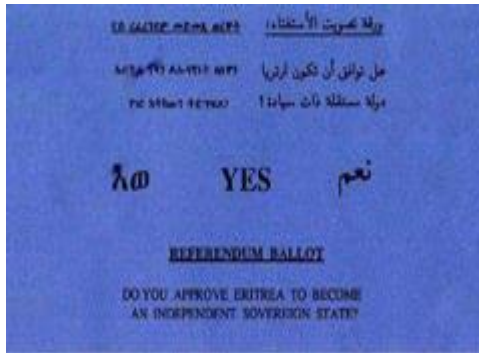 ورقة تصويت الأستفتاء:
هل توافق أن تكون ارتريا
دولة مستقلة ذات سيادة؟
እወ YES نعم
REFERENDUM BALLOT
DO YOU APPROVE ERITREA TO BECOME
AN INDEPENDENT SOVEREIGN STATE?